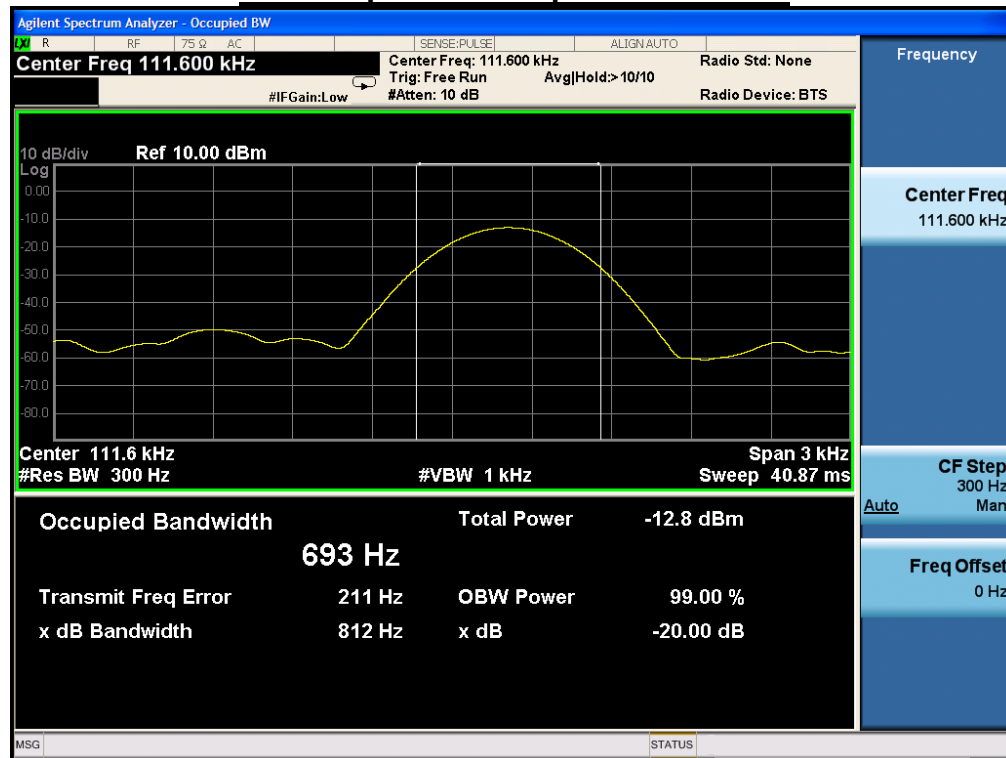 Agilent Spectrum Analyzer - Occupied BW
LXI R RF 75 Ω AC SENSE:PULSE ALIGN AUTO
Center Freq 111.600 kHz
Center Freq: 111.600 kHz Radio Std: None
Trig: Free Run Avg|Hold:> 10/10
#IFGain:Low #Atten: 10 dB Radio Device: BTS
10 dB/div Ref 10.00 dBm
Log
0.00
-10.0
-20.0
-30.0
-40.0
-50.0
-60.0
-70.0
-80.0
Center 111.6 kHz Span 3 kHz
#Res BW 300 Hz #VBW 1 kHz Sweep 40.87 ms
Occupied Bandwidth Total Power -12.8 dBm
693 Hz
Transmit Freq Error 211 Hz OBW Power 99.00 %
x dB Bandwidth 812 Hz x dB -20.00 dB
MSG STATUS
Frequency
Center Freq
111.600 kHz
CF Step
300 Hz
Auto Man
Freq Offset
0 Hz